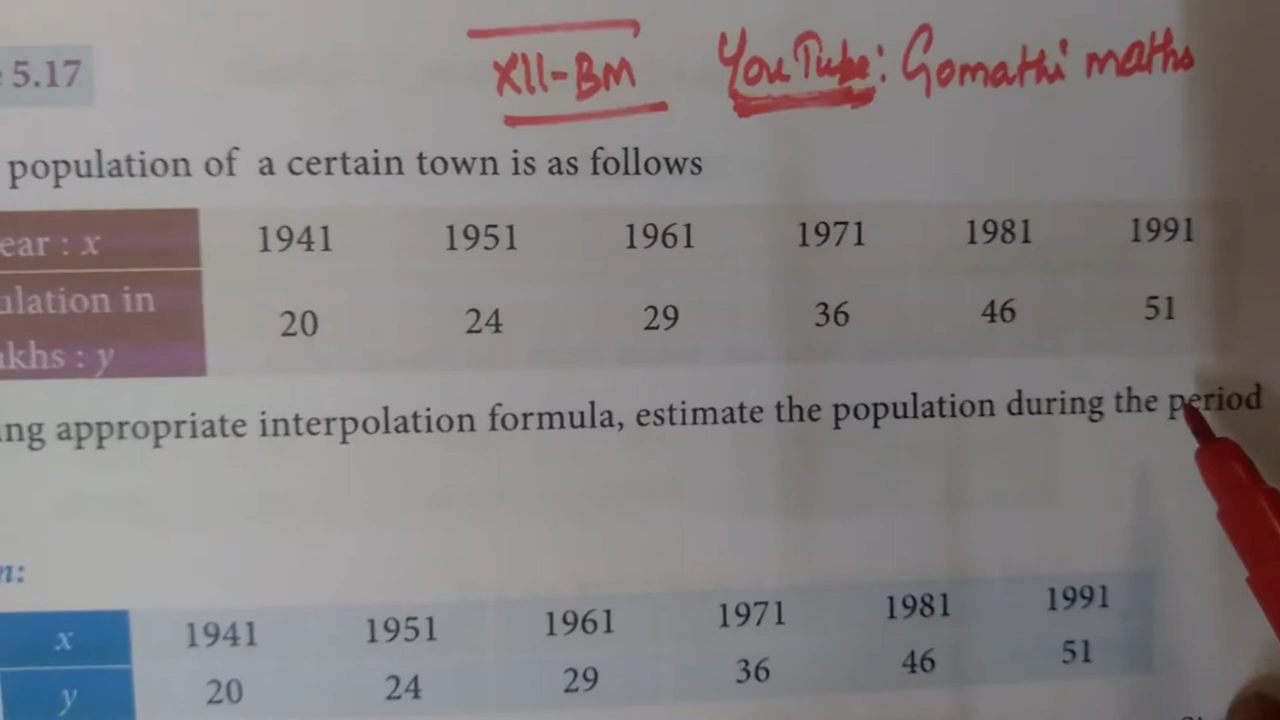 XII-BM YouTube: Gomathi maths
5.17
population of a certain town is as follows
ear : x 1941 1951 1961 1971 1981 1991
ulation in
akhs : y 20 24 29 36 46 51
ng appropriate interpolation formula, estimate the population during the period
n:
x 1941 1951 1961 1971 1981 1991
y 20 24 29 36 46 51